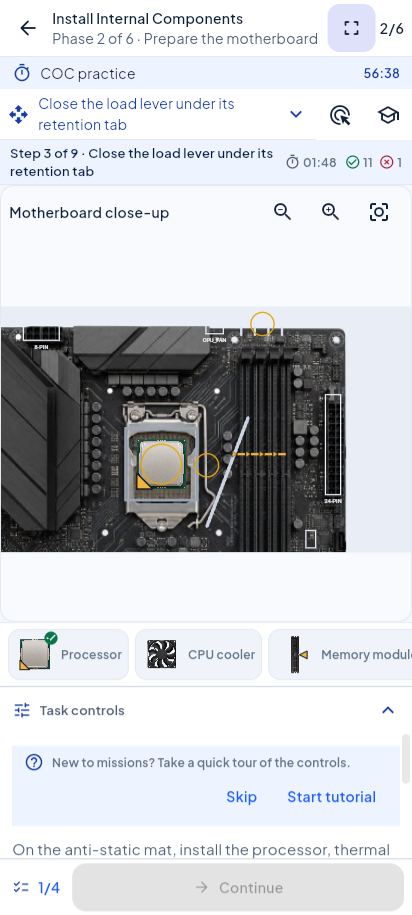 Install Internal Components
Phase 2 of 6 · Prepare the motherboard
2/6
COC practice
56:38
Close the load lever under its
retention tab
Step 3 of 9 · Close the load lever under its
retention tab
01:48
11
1
Motherboard close-up
8-PIN
CPU_FAN
24-PIN
Processor
CPU cooler
Memory module
Task controls
New to missions? Take a quick tour of the controls.
Skip
Start tutorial
On the anti-static mat, install the processor, thermal
1/4
Continue